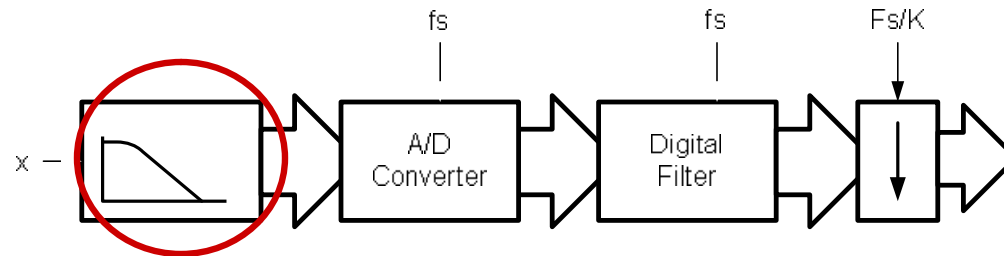 fs
fs
Fs/K
x
A/D
Converter
Digital
Filter